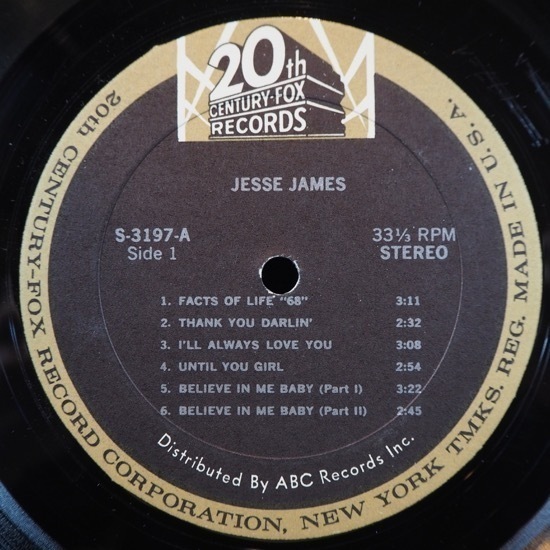 20th
CENTURY-FOX
RECORDS
JESSE JAMES
S-3197-A
Side 1
33⅓ RPM
STEREO
1. FACTS OF LIFE "68" 3:11
2. THANK YOU DARLIN' 2:32
3. I'LL ALWAYS LOVE YOU 3:08
4. UNTIL YOU GIRL 2:54
5. BELIEVE IN ME BABY (Part I) 3:22
6. BELIEVE IN ME BABY (Part II) 2:45
Distributed By ABC Records Inc.
20th CENTURY-FOX RECORD CORPORATION, NEW YORK TMKS. REG. MADE IN U.S.A.